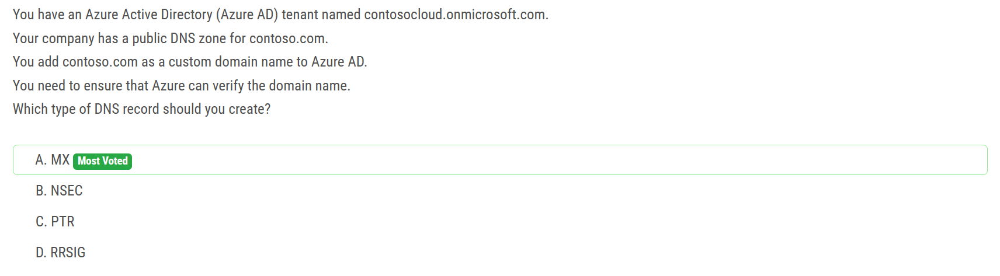 You have an Azure Active Directory (Azure AD) tenant named contosocloud.onmicrosoft.com.
Your company has a public DNS zone for contoso.com.
You add contoso.com as a custom domain name to Azure AD.
You need to ensure that Azure can verify the domain name.
Which type of DNS record should you create?
A. MX Most Voted
B. NSEC
C. PTR
D. RRSIG